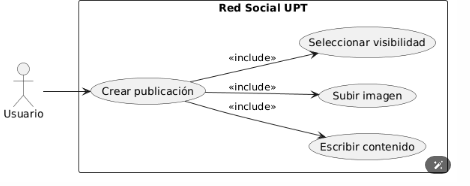 Red Social UPT
Seleccionar visibilidad
«include»
Crear publicación
«include»
Subir imagen
Usuario
«include»
Escribir contenido